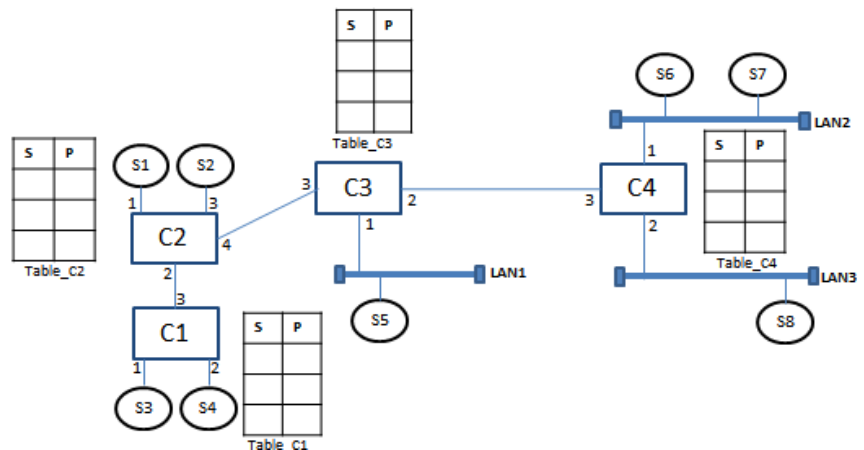 S P
Table_C3
S6 S7
LAN2
S P
Table_C2
S1 S2
1 3
C2
4
2
3
C3
2
1
1
S P
3
C4
2
Table_C4
LAN1
S5
LAN3
S8
3
C1
1 2
S3 S4
S P
Table_C1